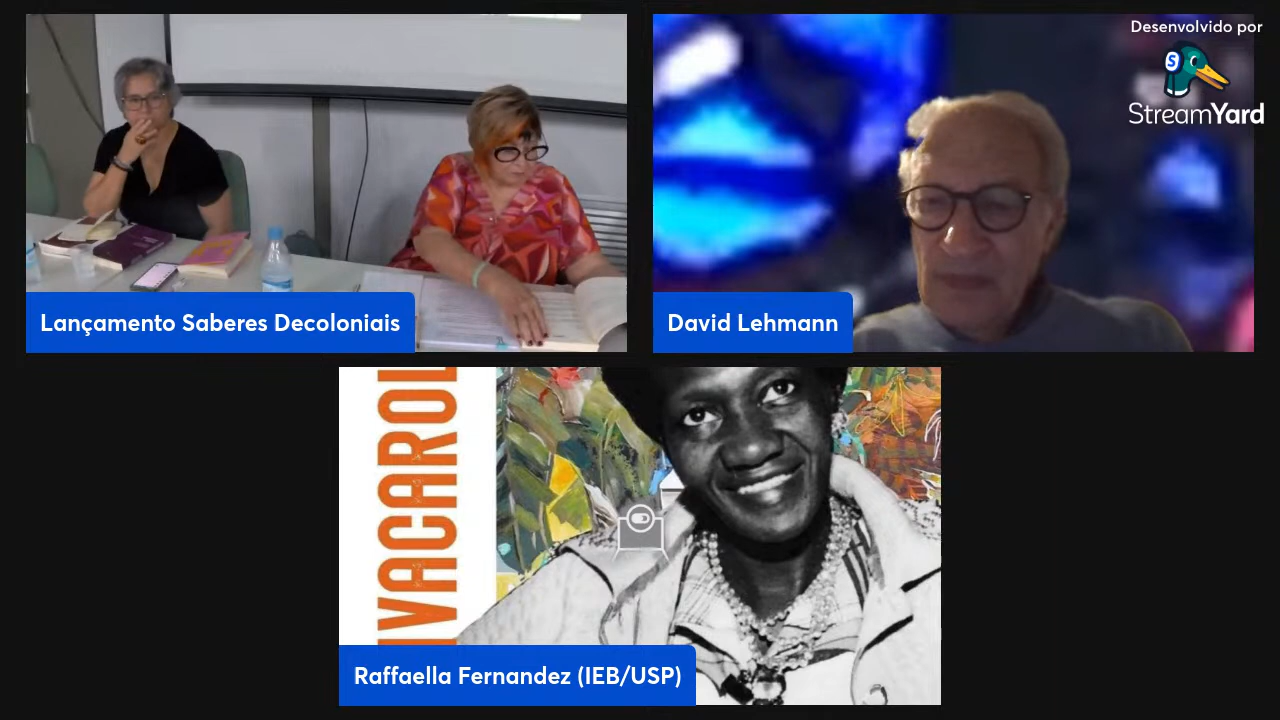 Desenvolvido por
StreamYard
Lançamento Saberes Decoloniais
David Lehmann
IVACAROL
Raffaella Fernandez (IEB/USP)